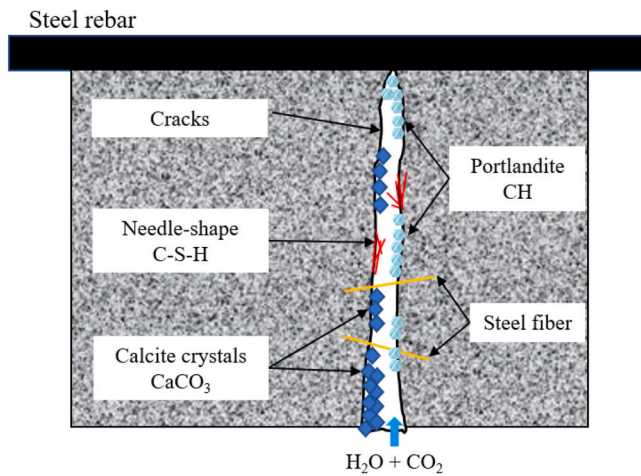 Steel rebar
Cracks
Portlandite
CH
Needle-shape
C-S-H
Steel fiber
Calcite crystals
CaCO₃
H₂O + CO₂